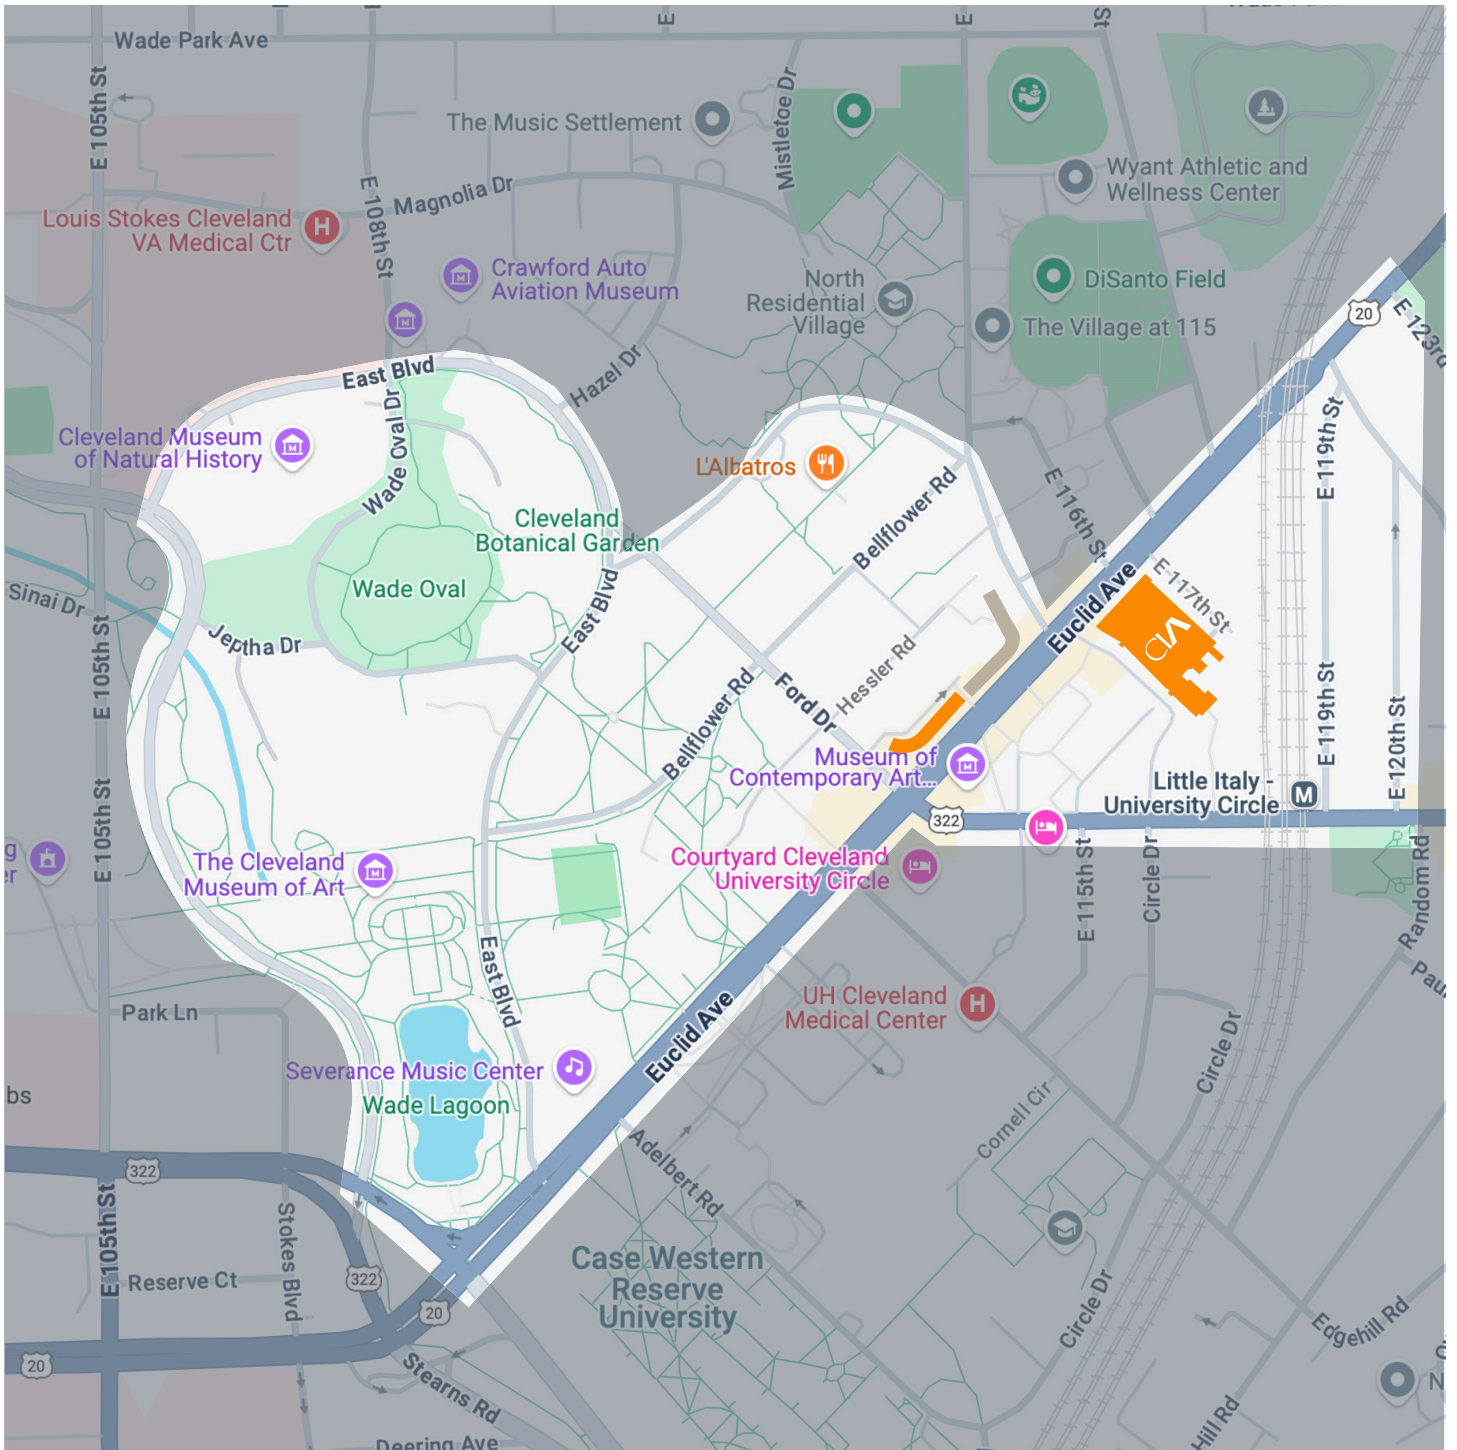 Wade Park Ave
E 105th St
E
E
St
Mistletoe Dr
The Music Settlement
Wyant Athletic and
Wellness Center
E 108th St
Magnolia Dr
Louis Stokes Cleveland
VA Medical Ctr
Crawford Auto
Aviation Museum
North
Residential
Village
DiSanto Field
The Village at 115
20
E 123rd
East Blvd
Hazel Dr
Wade Oval Dr
Cleveland Museum
of Natural History
L'Albatros
E 119th St
E 116th St
Bellflower Rd
Cleveland
Botanical Garden
Wade Oval
Sinai Dr
Jeptha Dr
East Blvd
Euclid Ave
E 117th St
CIA
E 105th St
Hessler Rd
Ford Dr
Bellflower Rd
E 119th St
E 120th St
Museum of
Contemporary Art...
Little Italy -
University Circle
M
322
E 105th St
g
er
The Cleveland
Museum of Art
Courtyard Cleveland
University Circle
E 115th St
Circle Dr
Random Rd
Pau
East Blvd
Park Ln
UH Cleveland
Medical Center
Euclid Ave
Circle Dr
Severance Music Center
Wade Lagoon
bs
Cornell Cir
Adelbert Rd
322
E 105th St
Stokes Blvd
Reserve Ct
322
20
Case Western
Reserve
University
Circle Dr
Edgehill Rd
20
Stearns Rd
N
Hill Rd
Deering Ave